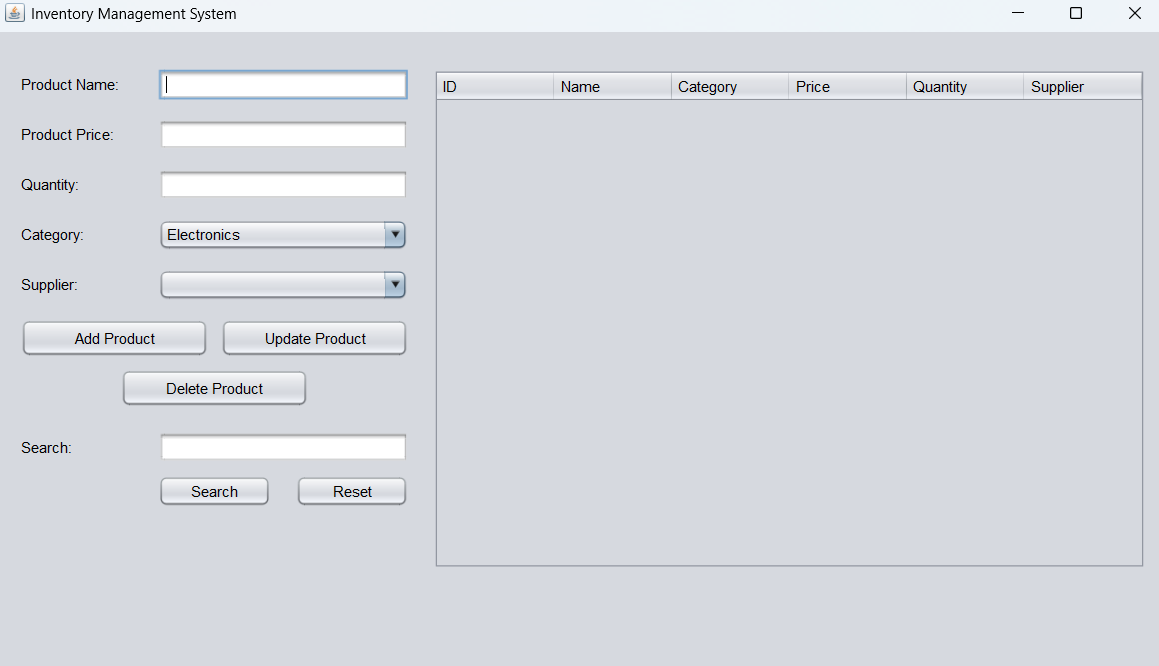 Inventory Management System
Product Name:
Product Price:
Quantity:
Category: Electronics
Supplier:
Add Product Update Product
Delete Product
Search:
Search Reset
ID Name Category Price Quantity Supplier